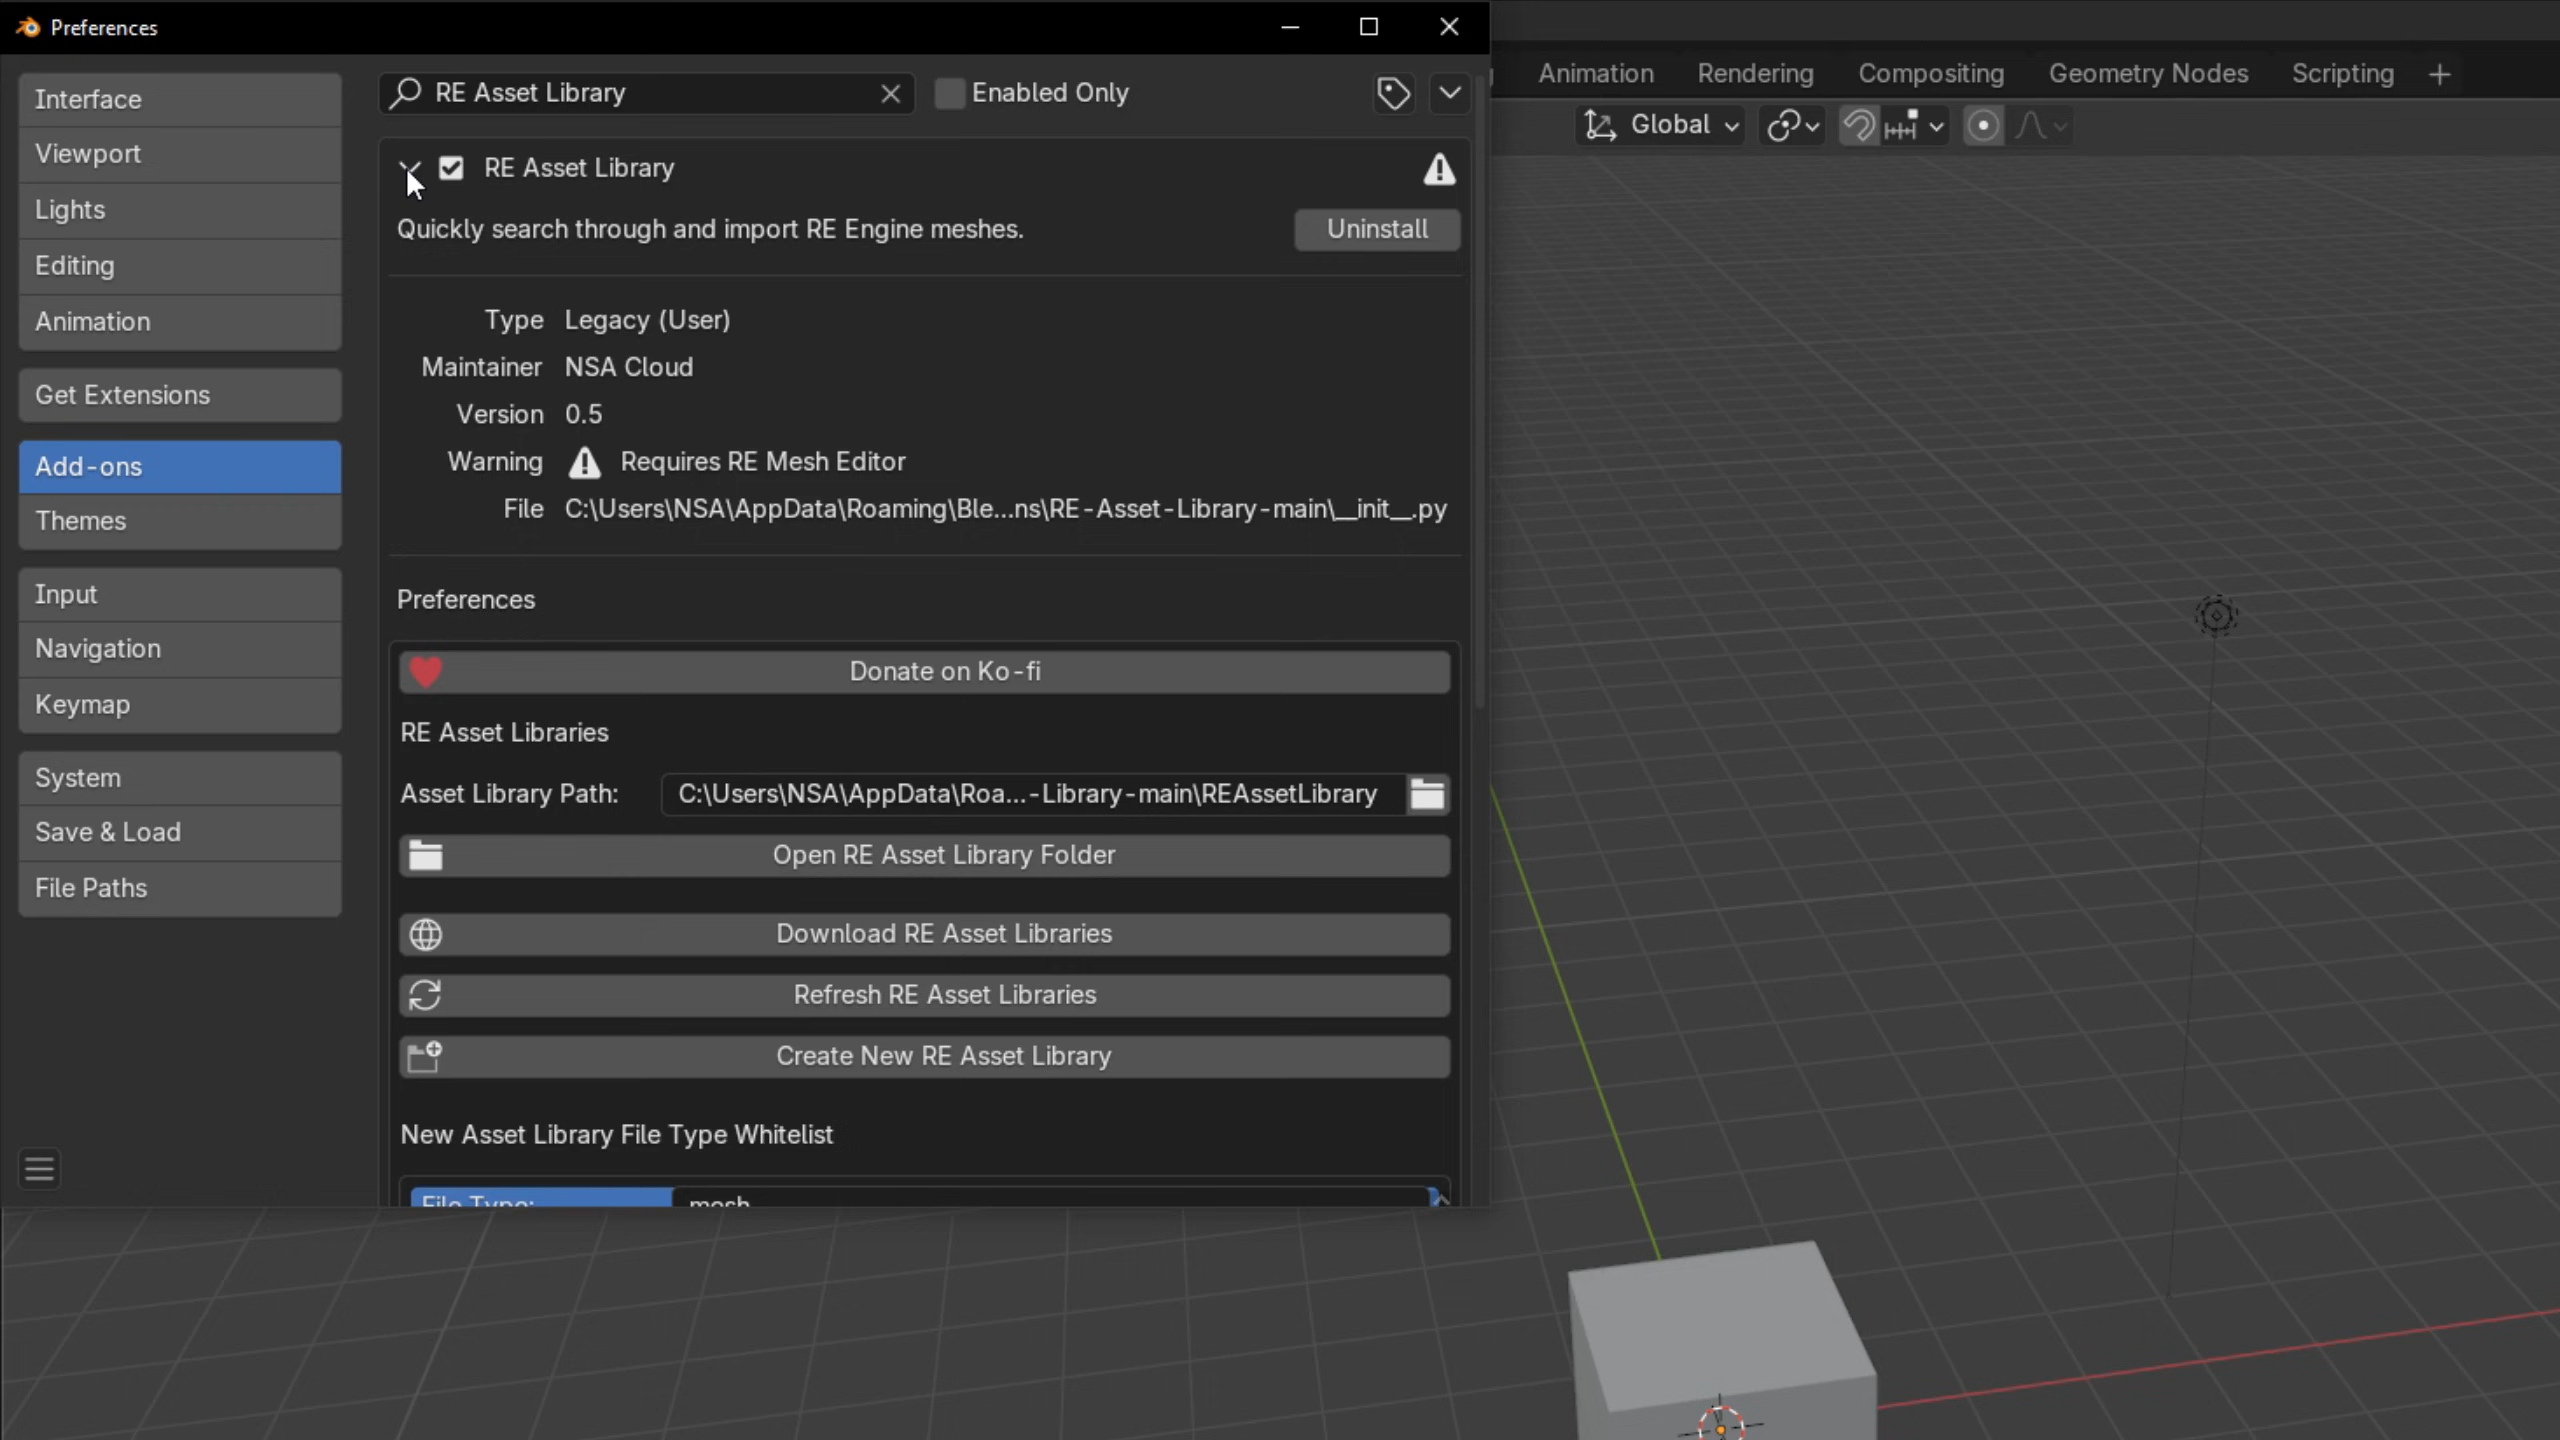 Preferences
Interface
Viewport
Lights
Editing
Animation
Get Extensions
Add-ons
Themes
Input
Navigation
Keymap
System
Save & Load
File Paths
RE Asset Library
Enabled Only
RE Asset Library
Quickly search through and import RE Engine meshes.
Uninstall
Type Legacy (User)
Maintainer NSA Cloud
Version 0.5
Warning Requires RE Mesh Editor
File C:\Users\NSA\AppData\Roaming\Ble...ns\RE-Asset-Library-main\__init__.py
Preferences
Donate on Ko-fi
RE Asset Libraries
Asset Library Path: C:\Users\NSA\AppData\Roa...-Library-main\REAssetLibrary
Open RE Asset Library Folder
Download RE Asset Libraries
Refresh RE Asset Libraries
Create New RE Asset Library
New Asset Library File Type Whitelist
File Type: mesh
Animation Rendering Compositing Geometry Nodes Scripting
Global